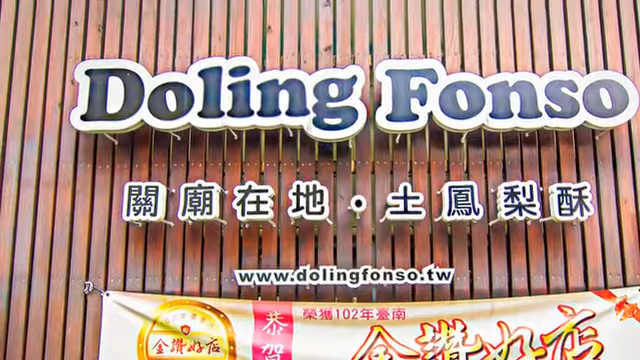 Doling Fonso
關廟在地・土鳳梨酥
www.dolingfonso.tw
恭賀
榮獲102年臺南
金讚好店
金讚好店